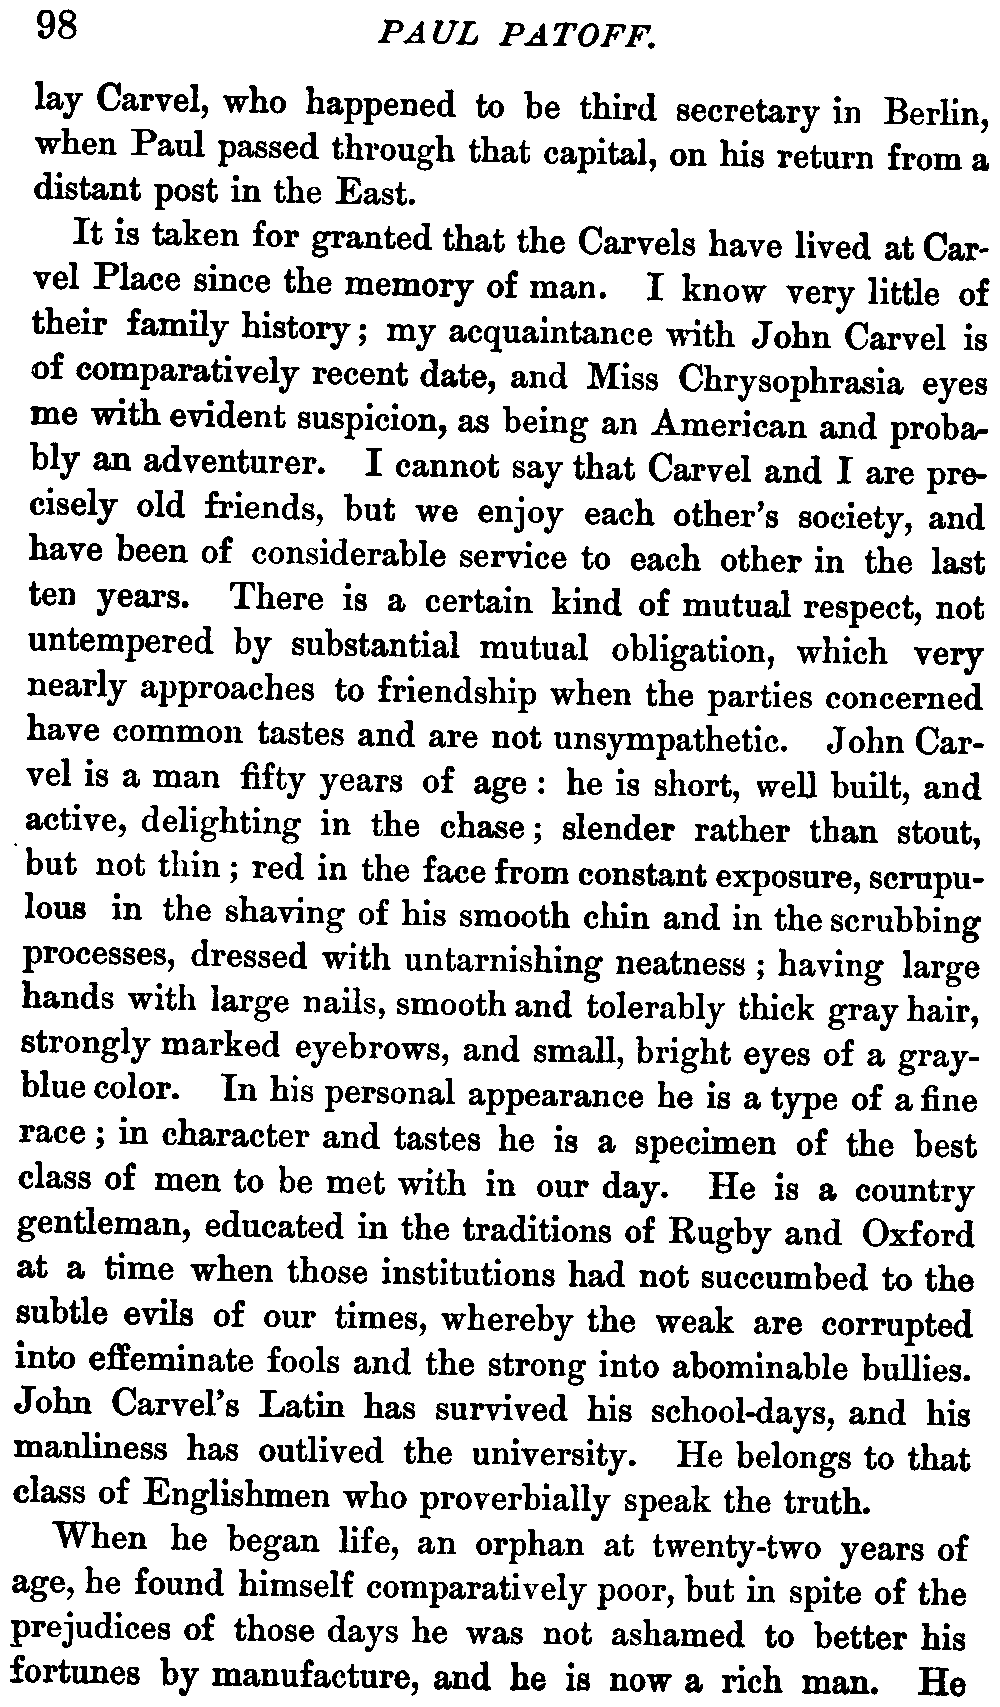 98 PAUL PATOFF.
lay Carvel, who happened to be third secretary in Berlin,
when Paul passed through that capital, on his return from a
distant post in the East.
It is taken for granted that the Carvels have lived at Car-
vel Place since the memory of man. I know very little of
their family history; my acquaintance with John Carvel is
of comparatively recent date, and Miss Chrysophrasia eyes
me with evident suspicion, as being an American and proba-
bly an adventurer. I cannot say that Carvel and I are pre-
cisely old friends, but we enjoy each other's society, and
have been of considerable service to each other in the last
ten years. There is a certain kind of mutual respect, not
untempered by substantial mutual obligation, which very
nearly approaches to friendship when the parties concerned
have common tastes and are not unsympathetic. John Car-
vel is a man fifty years of age: he is short, well built, and
active, delighting in the chase; slender rather than stout,
but not thin; red in the face from constant exposure, scrupu-
lous in the shaving of his smooth chin and in the scrubbing
processes, dressed with untarnishing neatness; having large
hands with large nails, smooth and tolerably thick gray hair,
strongly marked eyebrows, and small, bright eyes of a gray-
blue color. In his personal appearance he is a type of a fine
race; in character and tastes he is a specimen of the best
class of men to be met with in our day. He is a country
gentleman, educated in the traditions of Rugby and Oxford
at a time when those institutions had not succumbed to the
subtle evils of our times, whereby the weak are corrupted
into effeminate fools and the strong into abominable bullies.
John Carvel's Latin has survived his school-days, and his
manliness has outlived the university. He belongs to that
class of Englishmen who proverbially speak the truth.
When he began life, an orphan at twenty-two years of
age, he found himself comparatively poor, but in spite of the
prejudices of those days he was not ashamed to better his
fortunes by manufacture, and he is now a rich man. He